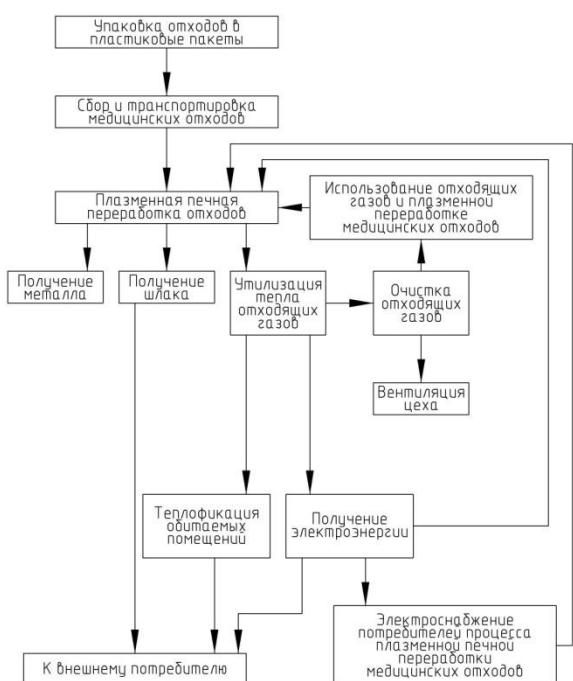 Упаковка отходов в
пластиковые пакеты
Сбор и транспортировка
медицинских отходов
Плазменная печная
переработка отходов
Использование отходящих
газов и плазменной
переработке
медицинских отходов
Получение
металла
Получение
шлака
Утилизация
тепла
отходящих
газов
Очистка
отходящих
газов
Вентиляция
цеха
Теплофикация
обитаемых
помещений
Получение
электроэнергии
Электроснабжение
потребителей процесса
плазменной печной
переработки
медицинских отходов
К внешнему потребителю